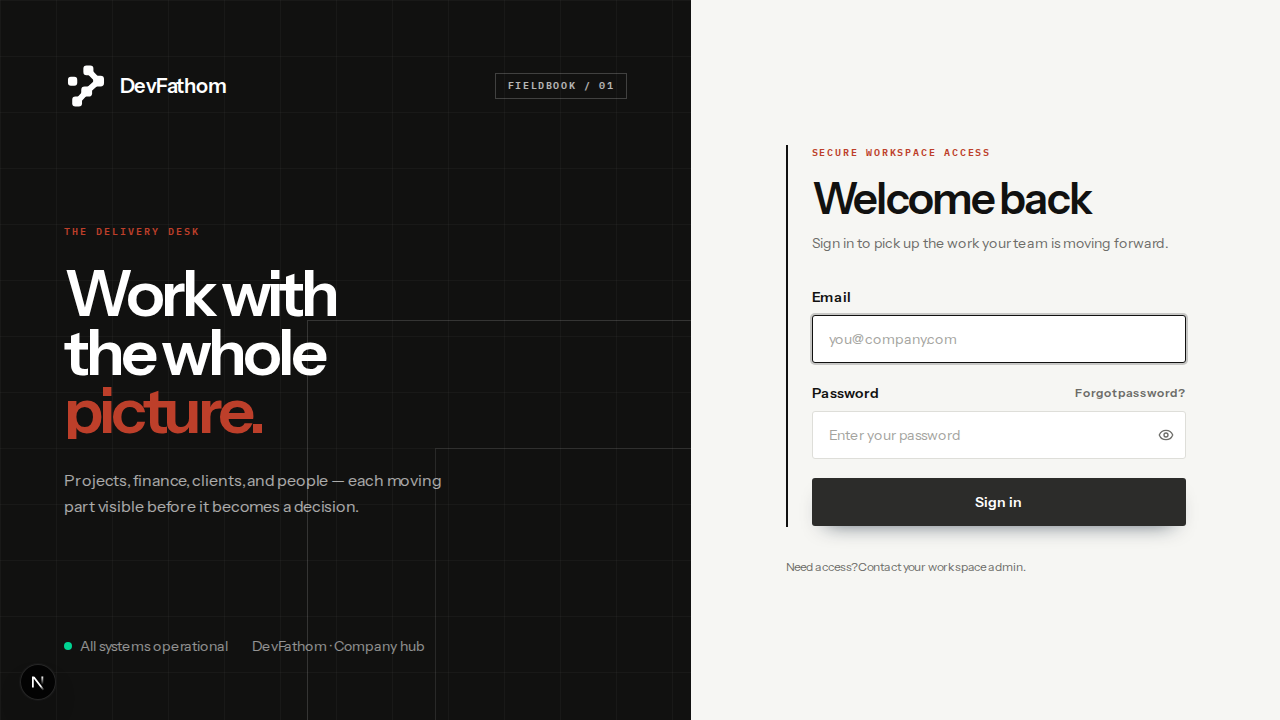 DevFathom
FIELDBOOK / 01
THE DELIVERY DESK
Work with
the whole
picture.
Projects, finance, clients, and people — each moving
part visible before it becomes a decision.
All systems operational
DevFathom · Company hub
N
SECURE WORKSPACE ACCESS
Welcome back
Sign in to pick up the work your team is moving forward.
Email
you@company.com
Password
Forgot password?
Enter your password
Sign in
Need access? Contact your workspace admin.